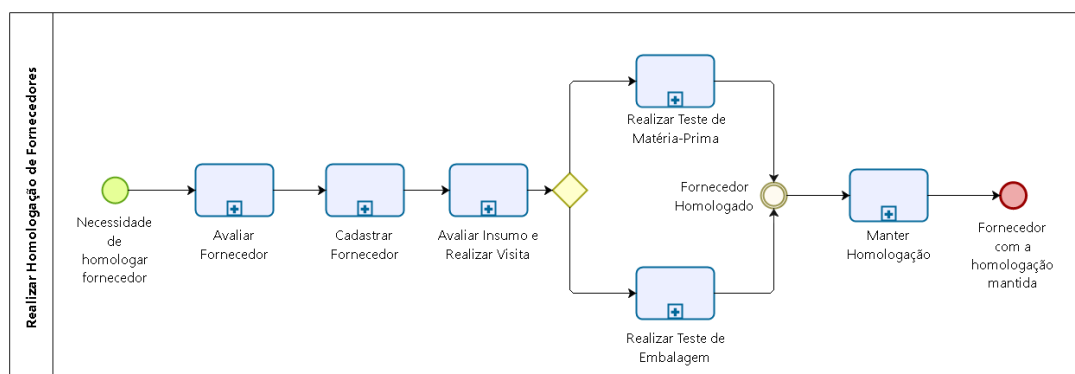 Realizar Homologação de Fornecedores
Necessidade
de
homologar
fornecedor
Avaliar
Fornecedor
Cadastrar
Fornecedor
Avaliar Insumo e
Realizar Visita
Realizar Teste de
Matéria-Prima
Realizar Teste de
Embalagem
Fornecedor
Homologado
Manter
Homologação
Fornecedor
com a
homologação
mantida